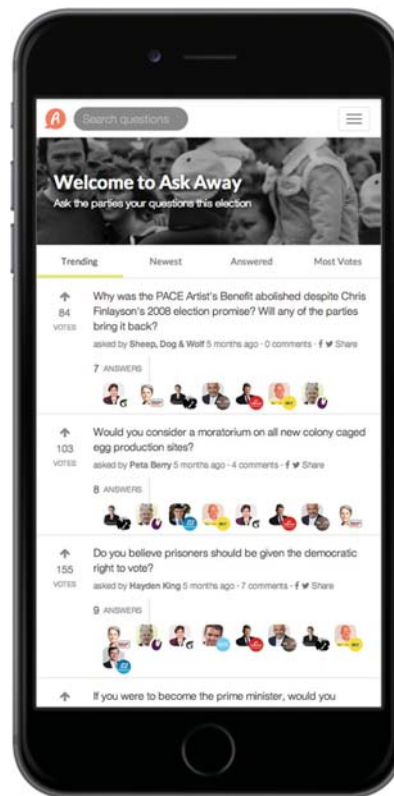 Search questions
Welcome to Ask Away
Ask the parties your questions this election
Trending Newest Answered Most Votes
84
VOTES
Why was the PACE Artist's Benefit abolished despite Chris
Finlayson's 2008 election promise? Will any of the parties
bring it back?
asked by Sheep, Dog & Wolf 5 months ago · 0 comments · Share
7 ANSWERS
103
VOTES
Would you consider a moratorium on all new colony caged
egg production sites?
asked by Peta Berry 5 months ago · 4 comments · Share
8 ANSWERS
155
VOTES
Do you believe prisoners should be given the democratic
right to vote?
asked by Hayden King 5 months ago · 7 comments · Share
9 ANSWERS
If you were to become the prime minister, would you